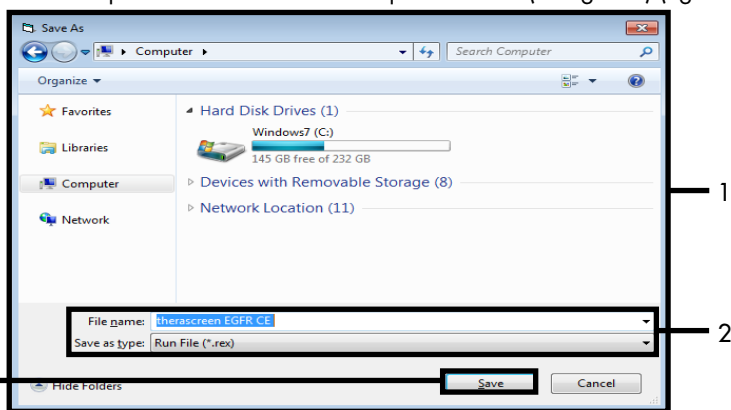 Save As
Computer
Search Computer
Organize
Favorites
Libraries
Computer
Network
Hard Disk Drives (1)
Windows7 (C:)
145 GB free of 232 GB
Devices with Removable Storage (8)
Network Location (11)
1
File name: therascreen EGFR CE
Save as type: Run File (*.rex)
2
Hide Folders
Save
Cancel